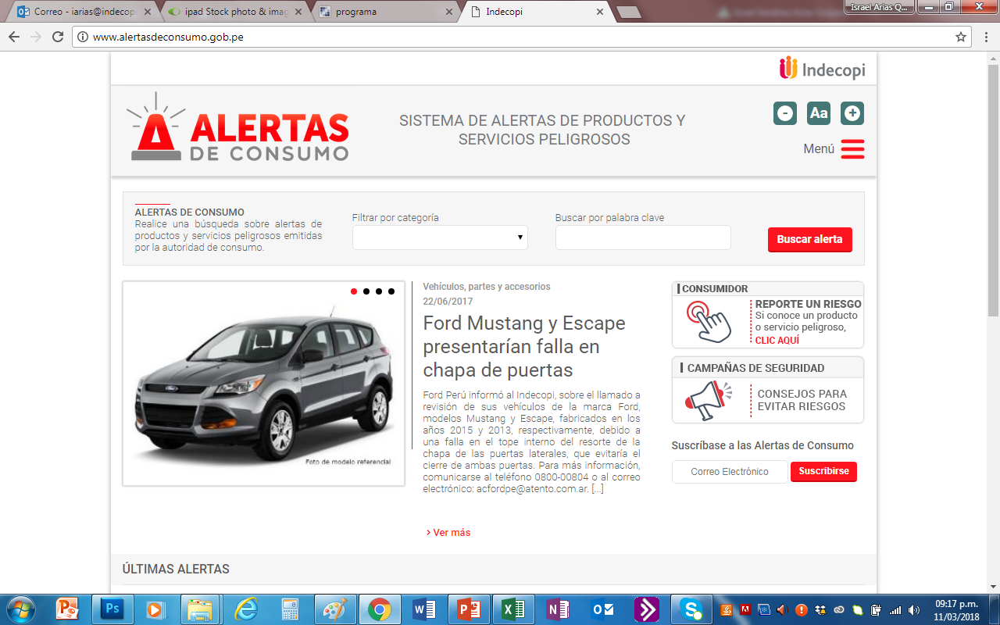 Correo - iarias@indecopi
ipad Stock photo & imag
programa
Indecopi
Israel Arias Q...
www.alertasdeconsumo.gob.pe
Indecopi
ALERTAS
DE CONSUMO
SISTEMA DE ALERTAS DE PRODUCTOS Y
SERVICIOS PELIGROSOS
- Aa +
Menú
ALERTAS DE CONSUMO
Realice una búsqueda sobre alertas de
productos y servicios peligrosos emitidas
por la autoridad de consumo.
Filtrar por categoría
Buscar por palabra clave
Buscar alerta
Foto de modelo referencial
Vehículos, partes y accesorios
22/06/2017
Ford Mustang y Escape
presentarían falla en
chapa de puertas
Ford Perú informó al Indecopi, sobre el llamado a
revisión de sus vehículos de la marca Ford,
modelos Mustang y Escape, fabricados en los
años 2015 y 2013, respectivamente, debido a
una falla en el tope interno del resorte de la
chapa de las puertas laterales, que evitaría el
cierre de ambas puertas. Para más información,
comunicarse al teléfono 0800-00804 o al correo
electrónico: acfordpe@atento.com.ar. [...]
> Ver más
CONSUMIDOR
REPORTE UN RIESGO
Si conoce un producto
o servicio peligroso,
CLIC AQUÍ
CAMPAÑAS DE SEGURIDAD
CONSEJOS PARA
EVITAR RIESGOS
Suscríbase a las Alertas de Consumo
Correo Electrónico
Suscribirse
ÚLTIMAS ALERTAS
Ps
09:17 p.m.
11/03/2018